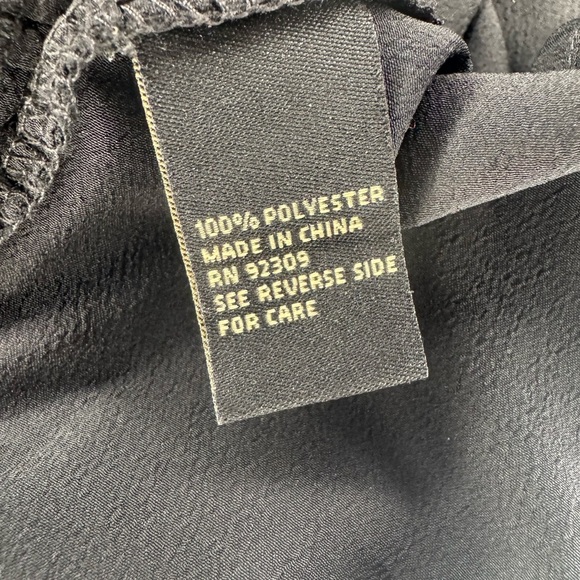 100% POLYESTER
MADE IN CHINA
RN 92309
SEE REVERSE SIDE
FOR CARE